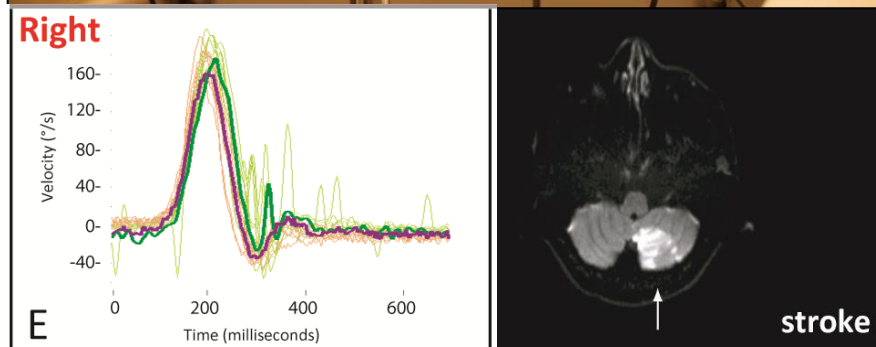 Right
160-
120-
80-
40-
0-
-40-
Velocity (°/s)
0
200
400
600
Time (milliseconds)
E
stroke